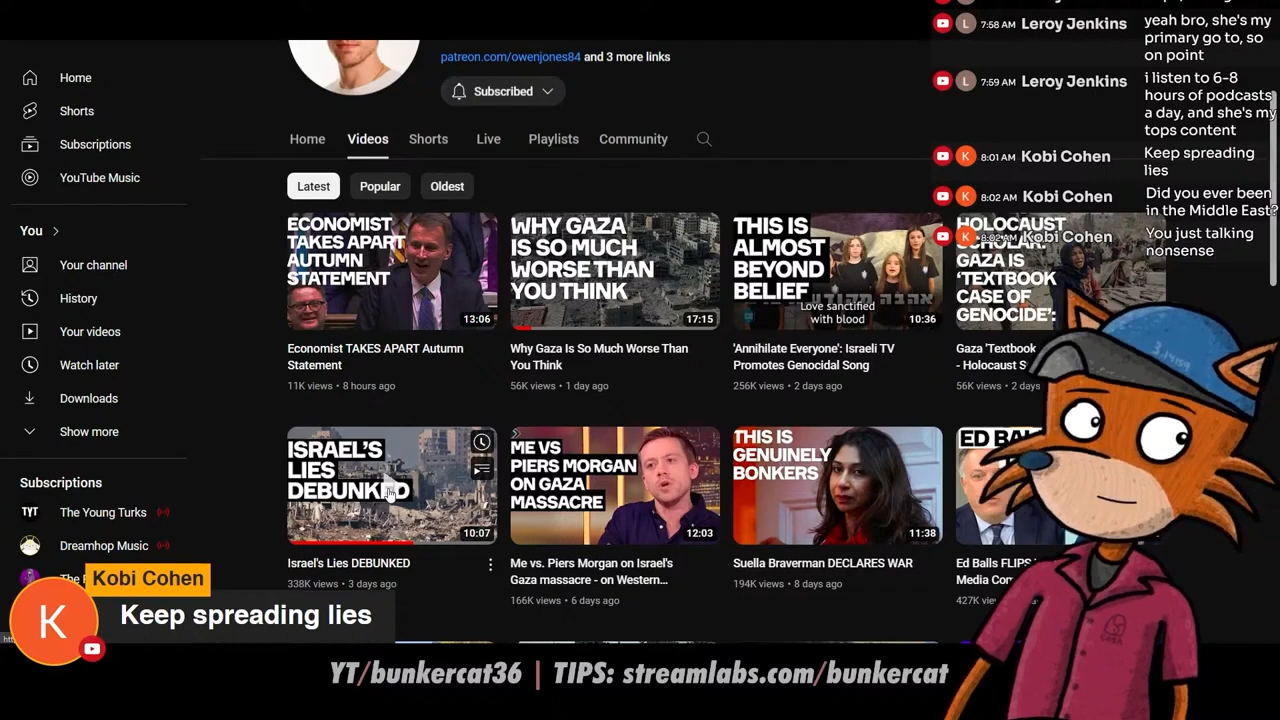 patreon.com/owenjones84 and 3 more links
Subscribed
Home
Videos
Shorts
Live
Playlists
Community
Latest
Popular
Oldest
Home
Shorts
Subscriptions
YouTube Music
You
Your channel
History
Your videos
Watch later
Downloads
Show more
Subscriptions
TYT
The Young Turks
Dreamhop Music
ECONOMIST
TAKES APART
AUTUMN
STATEMENT
13:06
Economist TAKES APART Autumn
Statement
11K views • 8 hours ago
WHY GAZA
IS SO MUCH
WORSE THAN
YOU THINK
17:15
Why Gaza Is So Much Worse Than
You Think
56K views • 1 day ago
THIS IS
ALMOST
BEYOND
BELIEF
Love sanctified
with blood
10:36
'Annihilate Everyone': Israeli TV
Promotes Genocidal Song
256K views • 2 days ago
HOLOCAUST
SCHOLAR:
GAZA IS
'TEXTBOOK
CASE OF
GENOCIDE':
Gaza 'Textbook
- Holocaust S
56K views • 2 days
ISRAEL'S
LIES
DEBUNKED
10:07
Israel's Lies DEBUNKED
338K views • 3 days ago
ME VS
PIERS MORGAN
ON GAZA
MASSACRE
12:03
Me vs. Piers Morgan on Israel's
Gaza massacre - on Western...
166K views • 6 days ago
THIS IS
GENUINELY
BONKERS
11:38
Suella Braverman DECLARES WAR
194K views • 8 days ago
ED BALL
Ed Balls FLIPS
Media Cor
427K vie
7:58 AM Leroy Jenkins
yeah bro, she's my
primary go to, so
on point
7:59 AM Leroy Jenkins
i listen to 6-8
hours of podcasts
a day, and she's my
tops content
8:01 AM Kobi Cohen
Keep spreading
lies
8:02 AM Kobi Cohen
Did you ever been
in the Middle East?
8:02 AM Kobi Cohen
You just talking
nonsense
3.14159
K
Kobi Cohen
Keep spreading lies
YT/bunkercat36 | TIPS: streamlabs.com/bunkercat